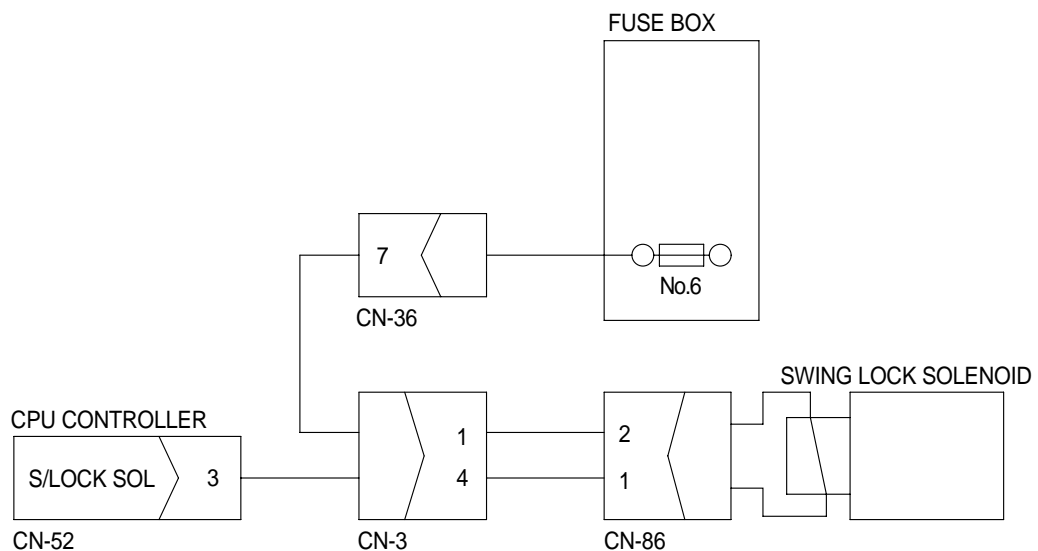 FUSE BOX
7
No.6
CN-36
SWING LOCK SOLENOID
CPU CONTROLLER
1
2
S/LOCK SOL
3
4
1
CN-52
CN-3
CN-86